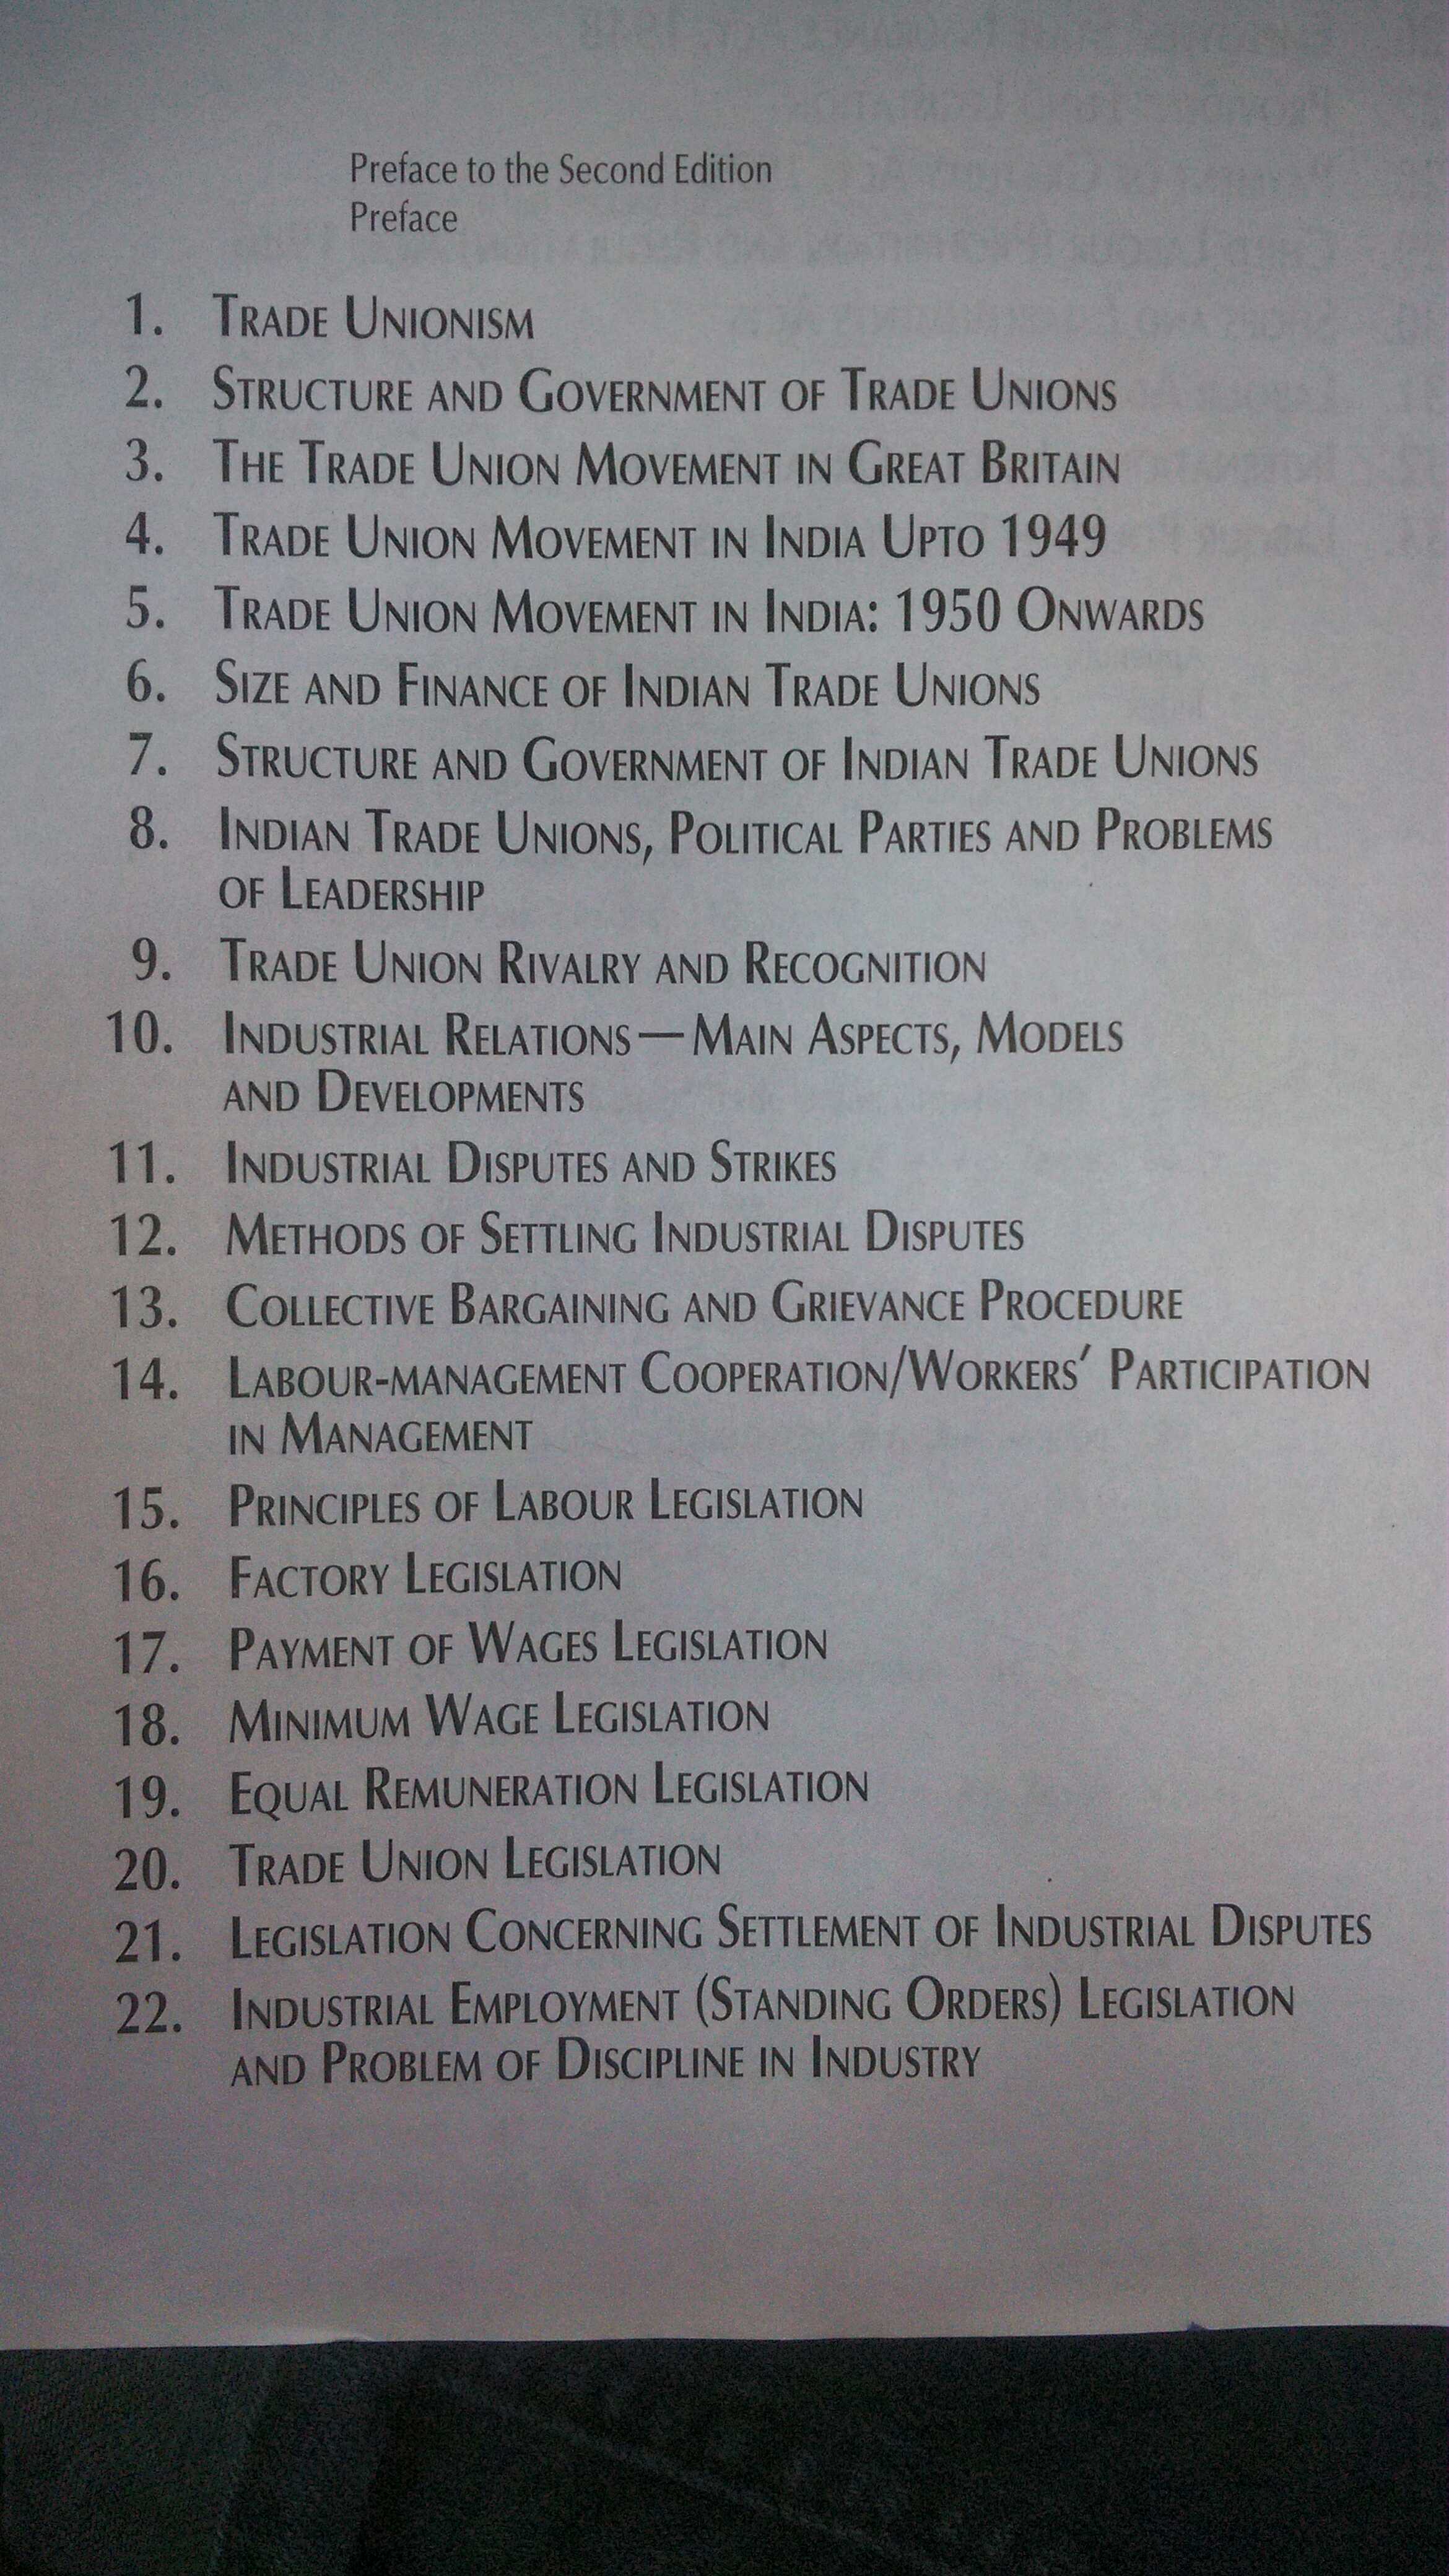 Preface to the Second Edition
Preface
1. TRADE UNIONISM
2. STRUCTURE AND GOVERNMENT OF TRADE UNIONS
3. THE TRADE UNION MOVEMENT IN GREAT BRITAIN
4. TRADE UNION MOVEMENT IN INDIA UPTO 1949
5. TRADE UNION MOVEMENT IN INDIA: 1950 ONWARDS
6. SIZE AND FINANCE OF INDIAN TRADE UNIONS
7. STRUCTURE AND GOVERNMENT OF INDIAN TRADE UNIONS
8. INDIAN TRADE UNIONS, POLITICAL PARTIES AND PROBLEMS
OF LEADERSHIP
9. TRADE UNION RIVALRY AND RECOGNITION
10. INDUSTRIAL RELATIONS—MAIN ASPECTS, MODELS
AND DEVELOPMENTS
11. INDUSTRIAL DISPUTES AND STRIKES
12. METHODS OF SETTLING INDUSTRIAL DISPUTES
13. COLLECTIVE BARGAINING AND GRIEVANCE PROCEDURE
14. LABOUR-MANAGEMENT COOPERATION/WORKERS' PARTICIPATION
IN MANAGEMENT
15. PRINCIPLES OF LABOUR LEGISLATION
16. FACTORY LEGISLATION
17. PAYMENT OF WAGES LEGISLATION
18. MINIMUM WAGE LEGISLATION
19. EQUAL REMUNERATION LEGISLATION
20. TRADE UNION LEGISLATION
21. LEGISLATION CONCERNING SETTLEMENT OF INDUSTRIAL DISPUTES
22. INDUSTRIAL EMPLOYMENT (STANDING ORDERS) LEGISLATION
AND PROBLEM OF DISCIPLINE IN INDUSTRY